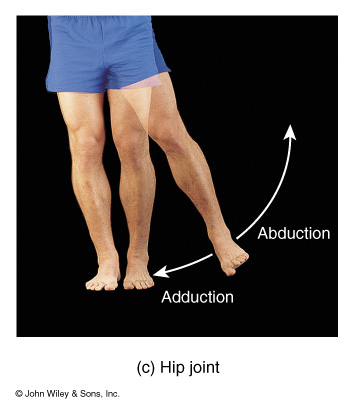 Abduction
Adduction
(c) Hip joint
© John Wiley & Sons, Inc.